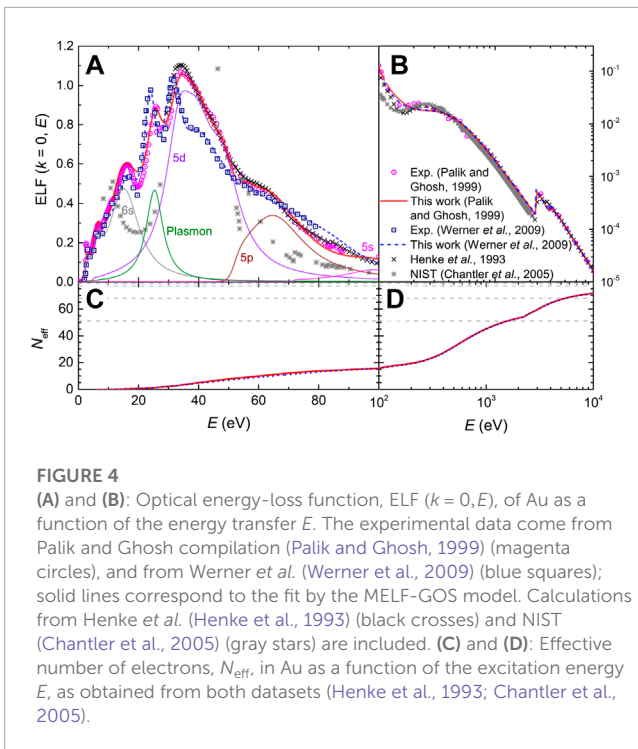 1.2
1.0
0.8
0.6
0.4
0.2
0.0
ELF (k = 0, E)
A
6s
Plasmon
5d
5p
5s
B
10⁻¹
10⁻²
10⁻³
10⁻⁴
10⁻⁵
Exp. (Palik and
Ghosh, 1999)
This work (Palik
and Ghosh, 1999)
Exp. (Werner et al., 2009)
This work (Werner et al., 2009)
Henke et al., 1993
NIST (Chantler et al., 2005)
C
60
40
20
0
Neff
D
0 20 40 60 80 10² 10³ 10⁴
E (eV) E (eV)
FIGURE 4
(A) and (B): Optical energy-loss function, ELF (k = 0, E), of Au as a
function of the energy transfer E. The experimental data come from
Palik and Ghosh compilation (Palik and Ghosh, 1999) (magenta
circles), and from Werner et al. (Werner et al., 2009) (blue squares);
solid lines correspond to the fit by the MELF-GOS model. Calculations
from Henke et al. (Henke et al., 1993) (black crosses) and NIST
(Chantler et al., 2005) (gray stars) are included. (C) and (D): Effective
number of electrons, Neff, in Au as a function of the excitation energy
E, as obtained from both datasets (Henke et al., 1993; Chantler et al.,
2005).